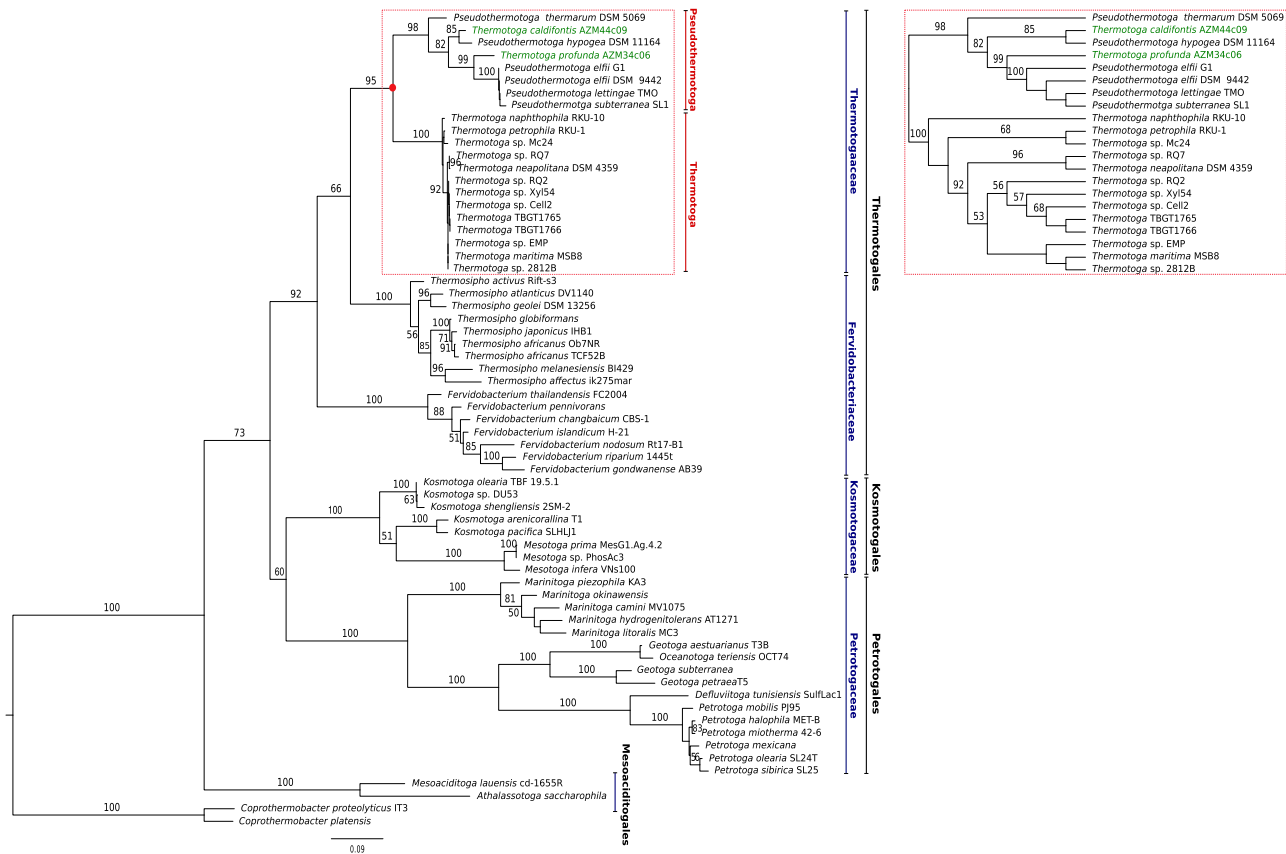 Pseudothermotoga thermarum DSM 5069
Thermotoga caldifontis AZM44c09
Pseudothermotoga hypogea DSM 11164
Thermotoga profunda AZM34c06
Pseudothermotoga elfii G1
Pseudothermotoga elfii DSM 9442
Pseudothermotoga lettingae TMO
Pseudothermotga subterranea SL1
Thermotoga naphthophila RKU-10
Thermotoga petrophila RKU-1
Thermotoga sp. Mc24
Thermotoga sp. RQ7
Thermotoga neapolitana DSM 4359
Thermotoga sp. RQ2
Thermotoga sp. Xyl54
Thermotoga sp. Cell2
Thermotoga TBGT1765
Thermotoga TBGT1766
Thermotoga sp. EMP
Thermotoga maritima MSB8
Thermotoga sp. 2812B
Thermosipho activus Rift-s3
Thermosipho atlanticus DV1140
Thermosipho geolei DSM 13256
Thermosipho globiformans
Thermosipho japonicus IHB1
Thermosipho africanus Ob7NR
Thermosipho africanus TCF52B
Thermosipho melanesiensis BI429
Thermosipho affectus ik275mar
Fervidobacterium thailandensis FC2004
Fervidobacterium pennivorans
Fervidobacterium changbaicum CBS-1
Fervidobacterium islandicum H-21
Fervidobacterium nodosum Rt17-B1
Fervidobacterium riparium 1445t
Fervidobacterium gondwanense AB39
Kosmotoga olearia TBF 19.5.1
Kosmotoga sp. DU53
Kosmotoga shengliensis 2SM-2
Kosmotoga arenicorallina T1
Kosmotoga pacifica SLHLJ1
Mesotoga prima MesG1.Ag.4.2
Mesotoga sp. PhosAc3
Mesotoga infera VNs100
Marinitoga piezophila KA3
Marinitoga okinawensis
Marinitoga camini MV1075
Marinitoga hydrogenitolerans AT1271
Marinitoga litoralis MC3
Geotoga aestuarianus T3B
Oceanotoga teriensis OCT74
Geotoga subterranea
Geotoga petraeaT5
Defluviitoga tunisiensis SulfLac1
Petrotoga mobilis PJ95
Petrotoga halophila MET-B
Petrotoga miotherma 42-6
Petrotoga mexicana
Petrotoga olearia SL24T
Petrotoga sibirica SL25
Mesoaciditoga lauensis cd-1655R
Athalassotoga saccharophila
Coprothermobacter proteolyticus IT3
Coprothermobacter platensis
98
85
82
99
100
95
100
96
92
66
92
100
96
56
100
71
91
85
96
100
88
51
85
100
73
100
63
100
51
100
100
60
100
81
50
100
100
100
100
100
100
83
100
100
100
0.09
Pseudothermotoga
Thermotoga
Thermotogaaceae
Fervidobacteriaceae
Kosmotogaceae
Petrotogaceae
Thermotogales
Kosmotogales
Petrotogales
Mesoaciditogales
Pseudothermotoga thermarum DSM 5069
Thermotoga caldifontis AZM44c09
Pseudothermotoga hypogea DSM 11164
Thermotoga profunda AZM34c06
Pseudothermotoga elfii G1
Pseudothermotoga elfii DSM 9442
Pseudothermotoga lettingae TMO
Pseudothermotga subterranea SL1
Thermotoga naphthophila RKU-10
Thermotoga petrophila RKU-1
Thermotoga sp. Mc24
Thermotoga sp. RQ7
Thermotoga neapolitana DSM 4359
Thermotoga sp. RQ2
Thermotoga sp. Xyl54
Thermotoga sp. Cell2
Thermotoga TBGT1765
Thermotoga TBGT1766
Thermotoga sp. EMP
Thermotoga maritima MSB8
Thermotoga sp. 2812B
98
85
82
99
100
100
68
96
92
56
57
68
53